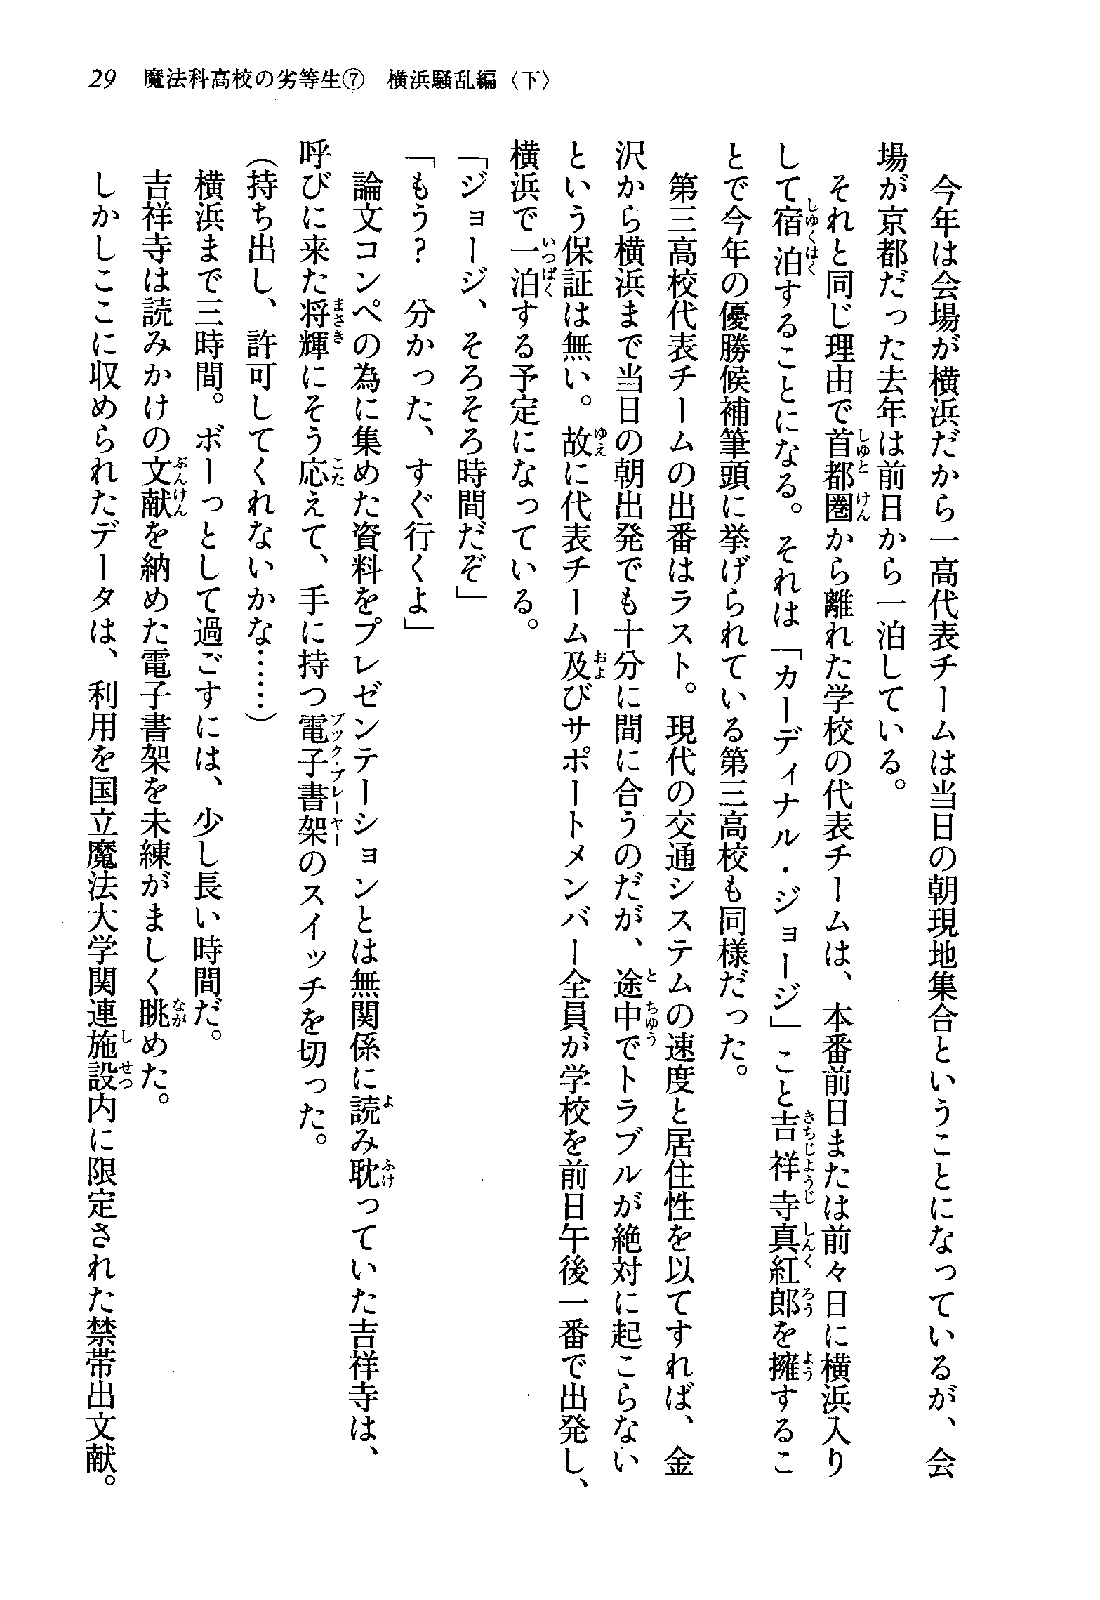 29　魔法科高校の劣等生⑦　横浜騒乱編〈下〉
　今年は会場が横浜だから一高代表チームは当日の朝現地集合ということになっているが、会
場が京都だった去年は前日から一泊している。
　それと同じ理由で首都圏から離れた学校の代表チームは、本番前日または前々日に横浜入り
して宿泊することになる。それは「カーディナル・ジョージ」こと吉祥寺真紅郎を擁するこ
とで今年の優勝候補筆頭に挙げられている第三高校も同様だった。
　第三高校代表チームの出番はラスト。現代の交通システムの速度と居住性を以てすれば、金
沢から横浜まで当日の朝出発でも十分に間に合うのだが、途中でトラブルが絶対に起こらない
という保証は無い。故に代表チーム及びサポートメンバー全員が学校を前日午後一番で出発し、
横浜で一泊する予定になっている。
「ジョージ、そろそろ時間だぞ」
「もう？　分かった、すぐ行くよ」
　論文コンペの為に集めた資料をプレゼンテーションとは無関係に読み耽っていた吉祥寺は、
呼びに来た将輝にそう応えて、手に持つ電子書架のスイッチを切った。
（持ち出し、許可してくれないかな……）
　横浜まで三時間。ボーっとして過ごすには、少し長い時間だ。
　吉祥寺は読みかけの文献を納めた電子書架を未練がましく眺めた。
　しかしここに収められたデータは、利用を国立魔法大学関連施設内に限定された禁帯出文献。